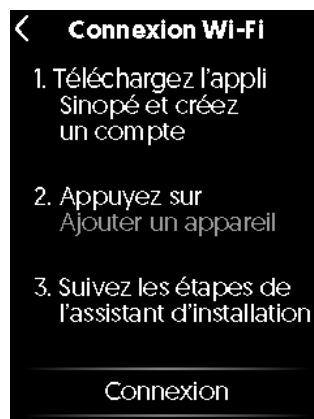 Connexion Wi-Fi
1. Téléchargez l'appli
Sinopé et créez
un compte
2. Appuyez sur
Ajouter un appareil
3. Suivez les étapes de
l'assistant d'installation
Connexion